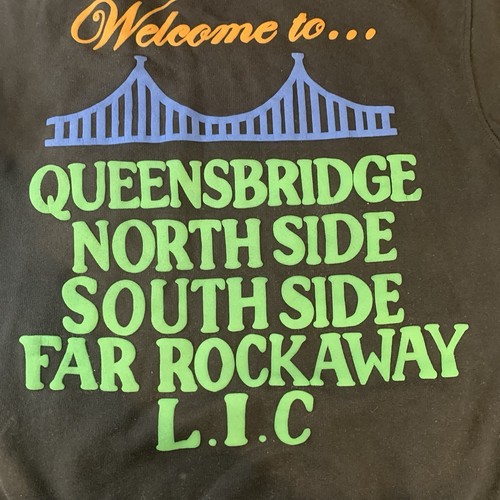 Welcome to...
QUEENSBRIDGE
NORTH SIDE
SOUTH SIDE
FAR ROCKAWAY
L.I.C